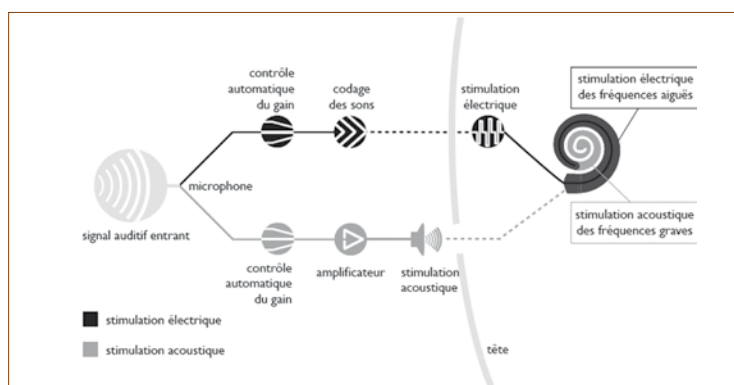 contrôle
automatique
du gain
codage
des sons
stimulation
électrique
stimulation électrique
des fréquences aiguës
microphone
signal auditif entrant
stimulation acoustique
des fréquences graves
contrôle
automatique
du gain
amplificateur
stimulation
acoustique
stimulation électrique
stimulation acoustique
tête